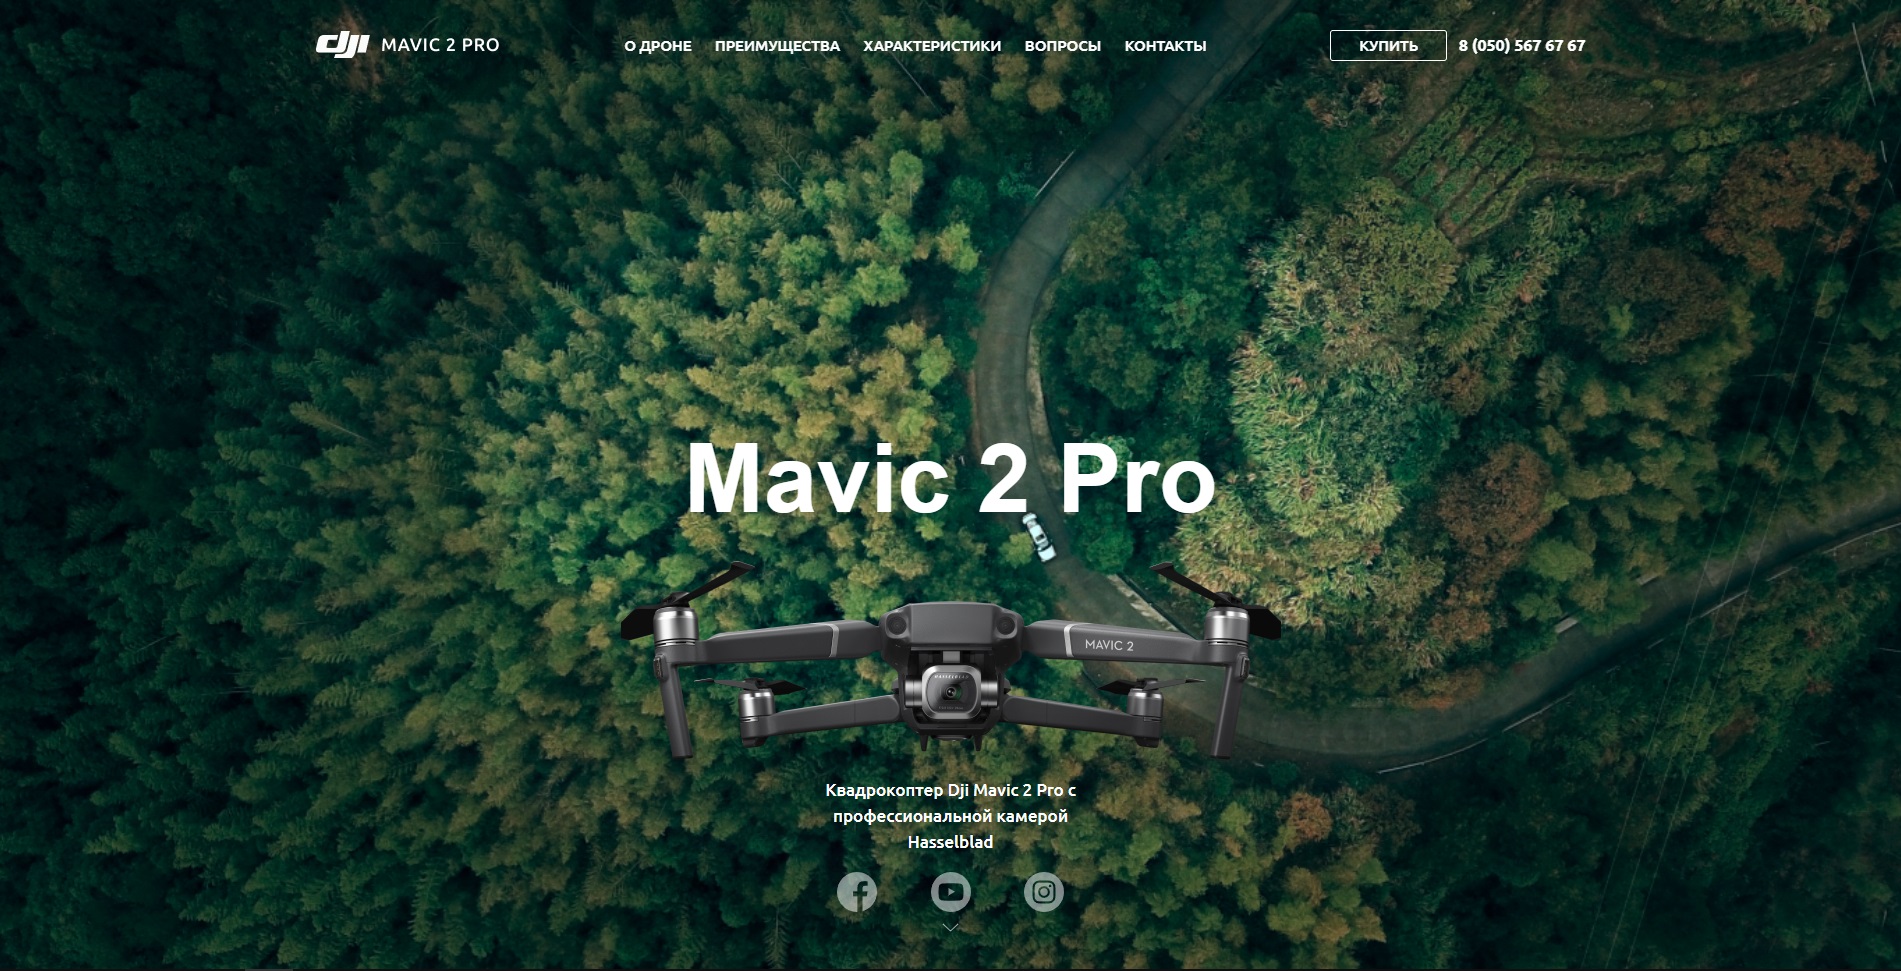 dji MAVIC 2 PRO
О ДРОНЕ ПРЕИМУЩЕСТВА ХАРАКТЕРИСТИКИ ВОПРОСЫ КОНТАКТЫ
КУПИТЬ 8 (050) 567 67 67
Mavic 2 Pro
MAVIC 2
HASSELBLAD
Квадрокоптер Dji Mavic 2 Pro с
профессиональной камерой
Hasselblad